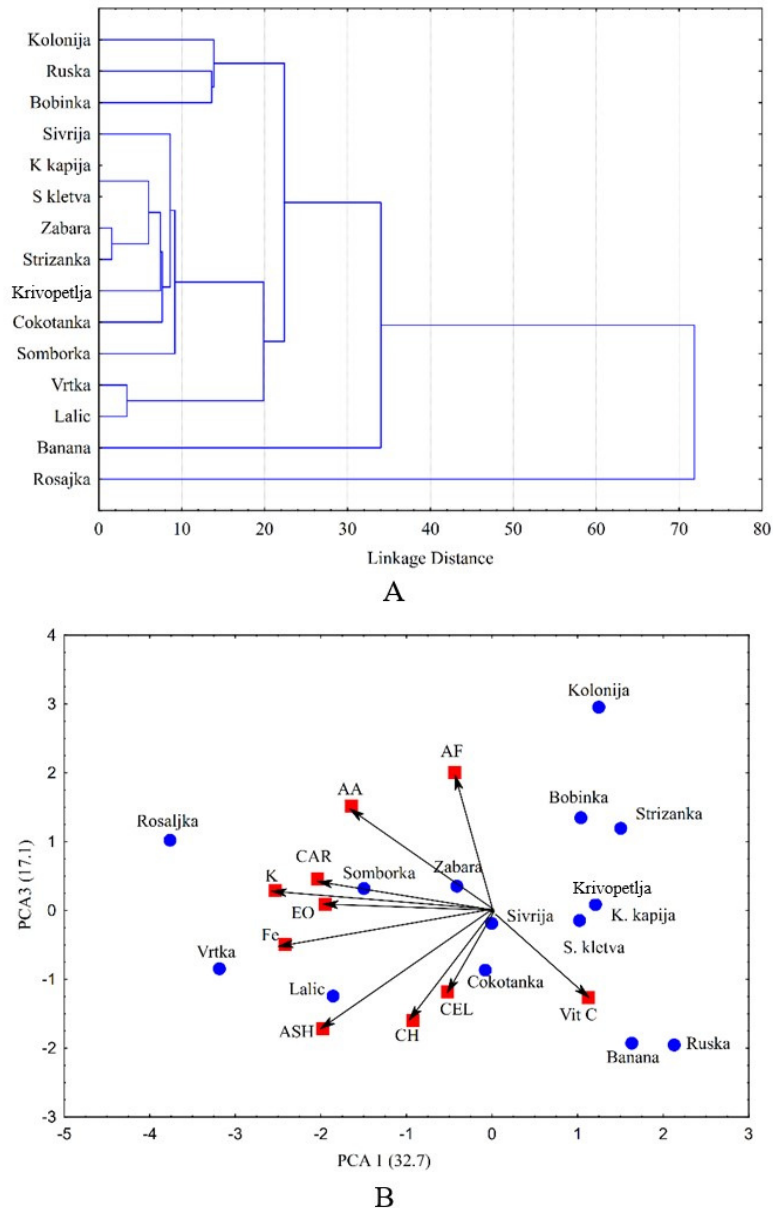 Kolonija
Ruska
Bobinka
Sivrija
K kapija
S kletva
Zabara
Strizanka
Krivopetlja
Cokotanka
Somborka
Vrtka
Lalic
Banana
Rosajka
0 10 20 30 40 50 60 70 80
Linkage Distance
A
4
3
2
1
0
-1
-2
-3
PCA3 (17.1)
Kolonija
AF
Bobinka
AA
Strizanka
Rosaljka
CAR
Zabara
K
Somborka
Krivopetlja
EO
Sivrija
K. kapija
Fe
S. kletva
Vrtka
Cokotanka
Lalic
CEL
Vit C
ASH
CH
Banana
Ruska
-5 -4 -3 -2 -1 0 1 2 3
PCA 1 (32.7)
B